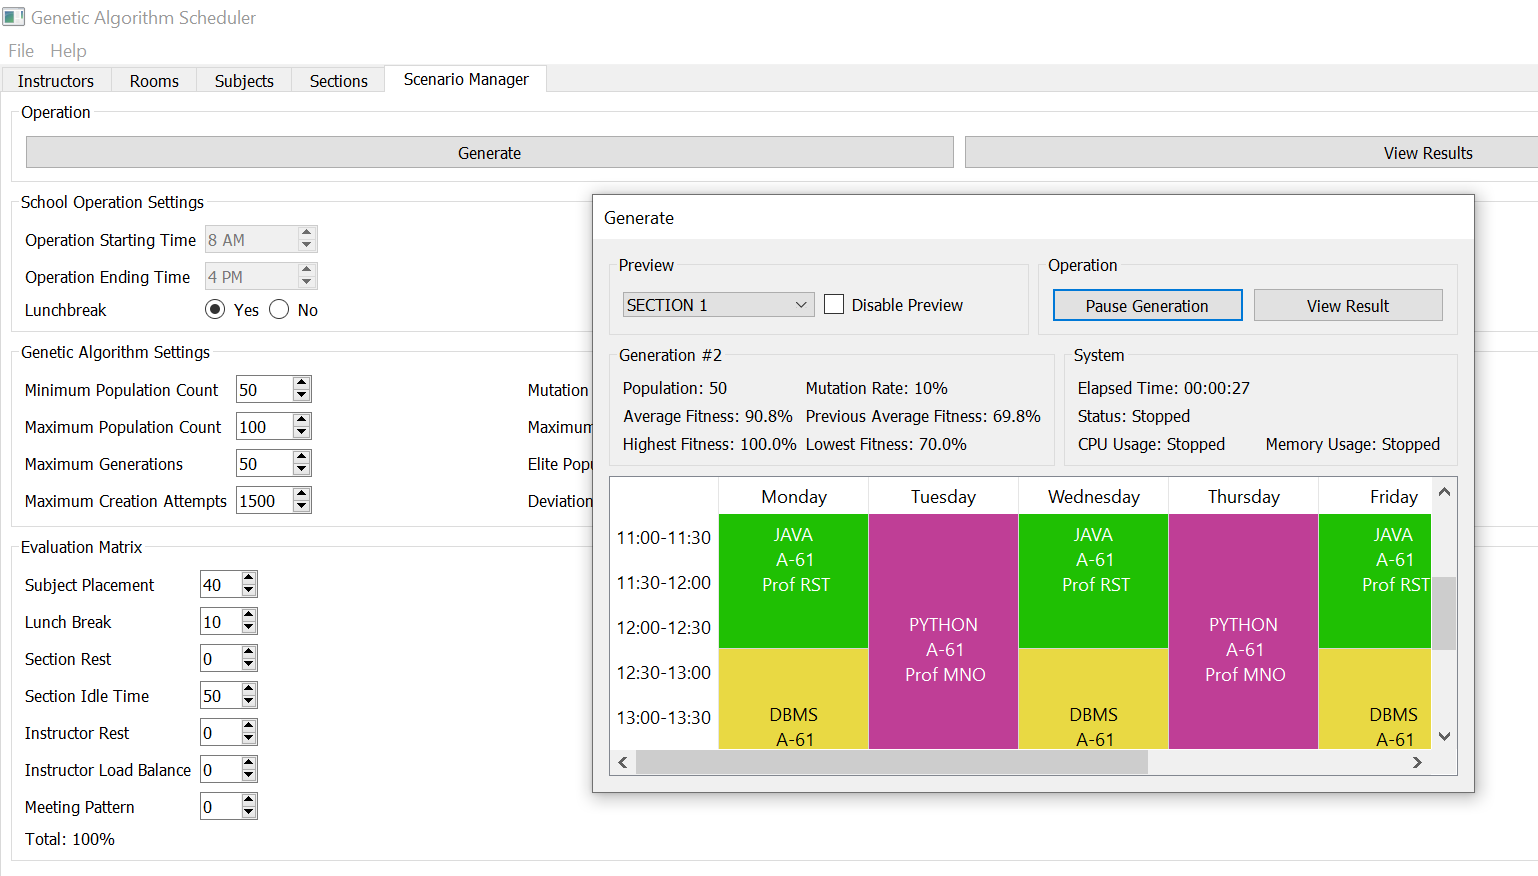 Genetic Algorithm Scheduler
File Help
Instructors Rooms Subjects Sections Scenario Manager
Operation
Generate View Results
School Operation Settings
Operation Starting Time 8 AM
Operation Ending Time 4 PM
Lunchbreak Yes No
Genetic Algorithm Settings
Minimum Population Count 50 Mutation
Maximum Population Count 100 Maximum
Maximum Generations 50 Elite Popu
Maximum Creation Attempts 1500 Deviation
Evaluation Matrix
Subject Placement 40
Lunch Break 10
Section Rest 0
Section Idle Time 50
Instructor Rest 0
Instructor Load Balance 0
Meeting Pattern 0
Total: 100%
Generate
Preview
SECTION 1 Disable Preview
Operation
Pause Generation View Result
Generation #2
Population: 50 Mutation Rate: 10%
Average Fitness: 90.8% Previous Average Fitness: 69.8%
Highest Fitness: 100.0% Lowest Fitness: 70.0%
System
Elapsed Time: 00:00:27
Status: Stopped
CPU Usage: Stopped Memory Usage: Stopped
Monday Tuesday Wednesday Thursday Friday
11:00-11:30
11:30-12:00
12:00-12:30
12:30-13:00
13:00-13:30
JAVA
A-61
Prof RST
DBMS
A-61
PYTHON
A-61
Prof MNO
JAVA
A-61
Prof RST
DBMS
A-61
PYTHON
A-61
Prof MNO
JAVA
A-61
Prof RST
DBMS
A-61